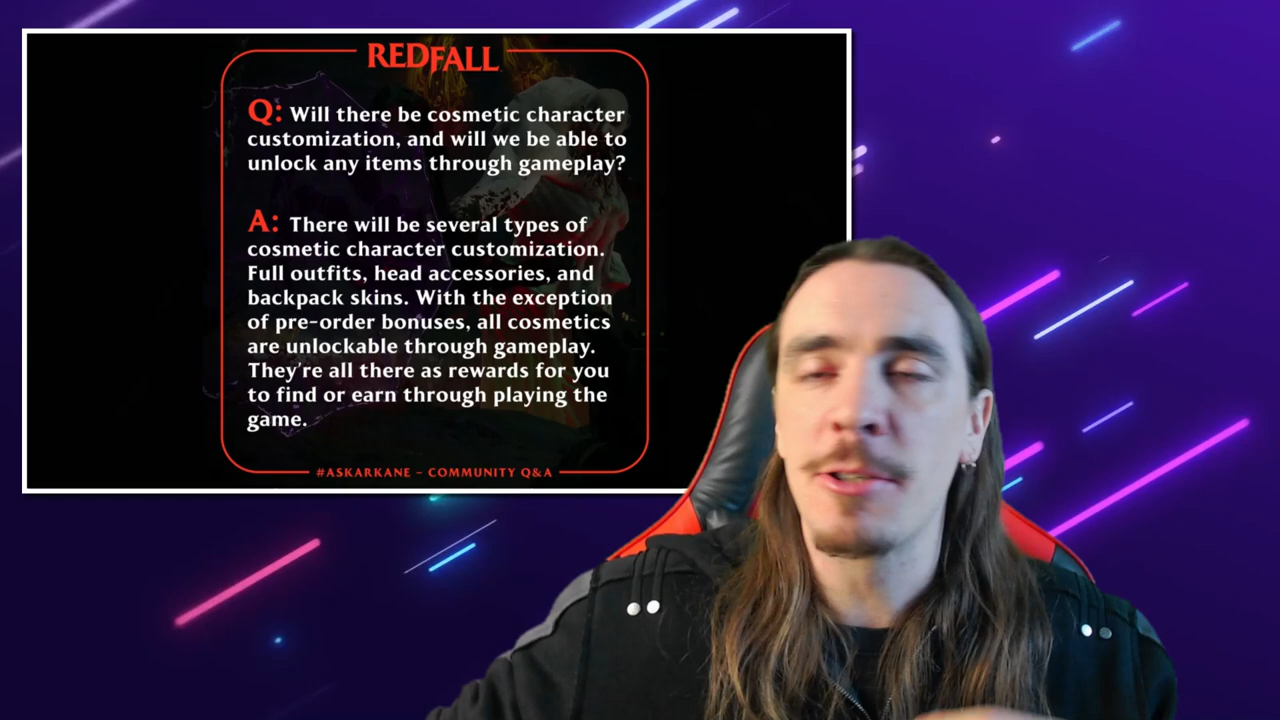 REDFALL
Q: Will there be cosmetic character
customization, and will we be able to
unlock any items through gameplay?
A: There will be several types of
cosmetic character customization.
Full outfits, head accessories, and
backpack skins. With the exception
of pre-order bonuses, all cosmetics
are unlockable through gameplay.
They're all there as rewards for you
to find or earn through playing the
game.
#ASKARKANE – COMMUNITY Q&A